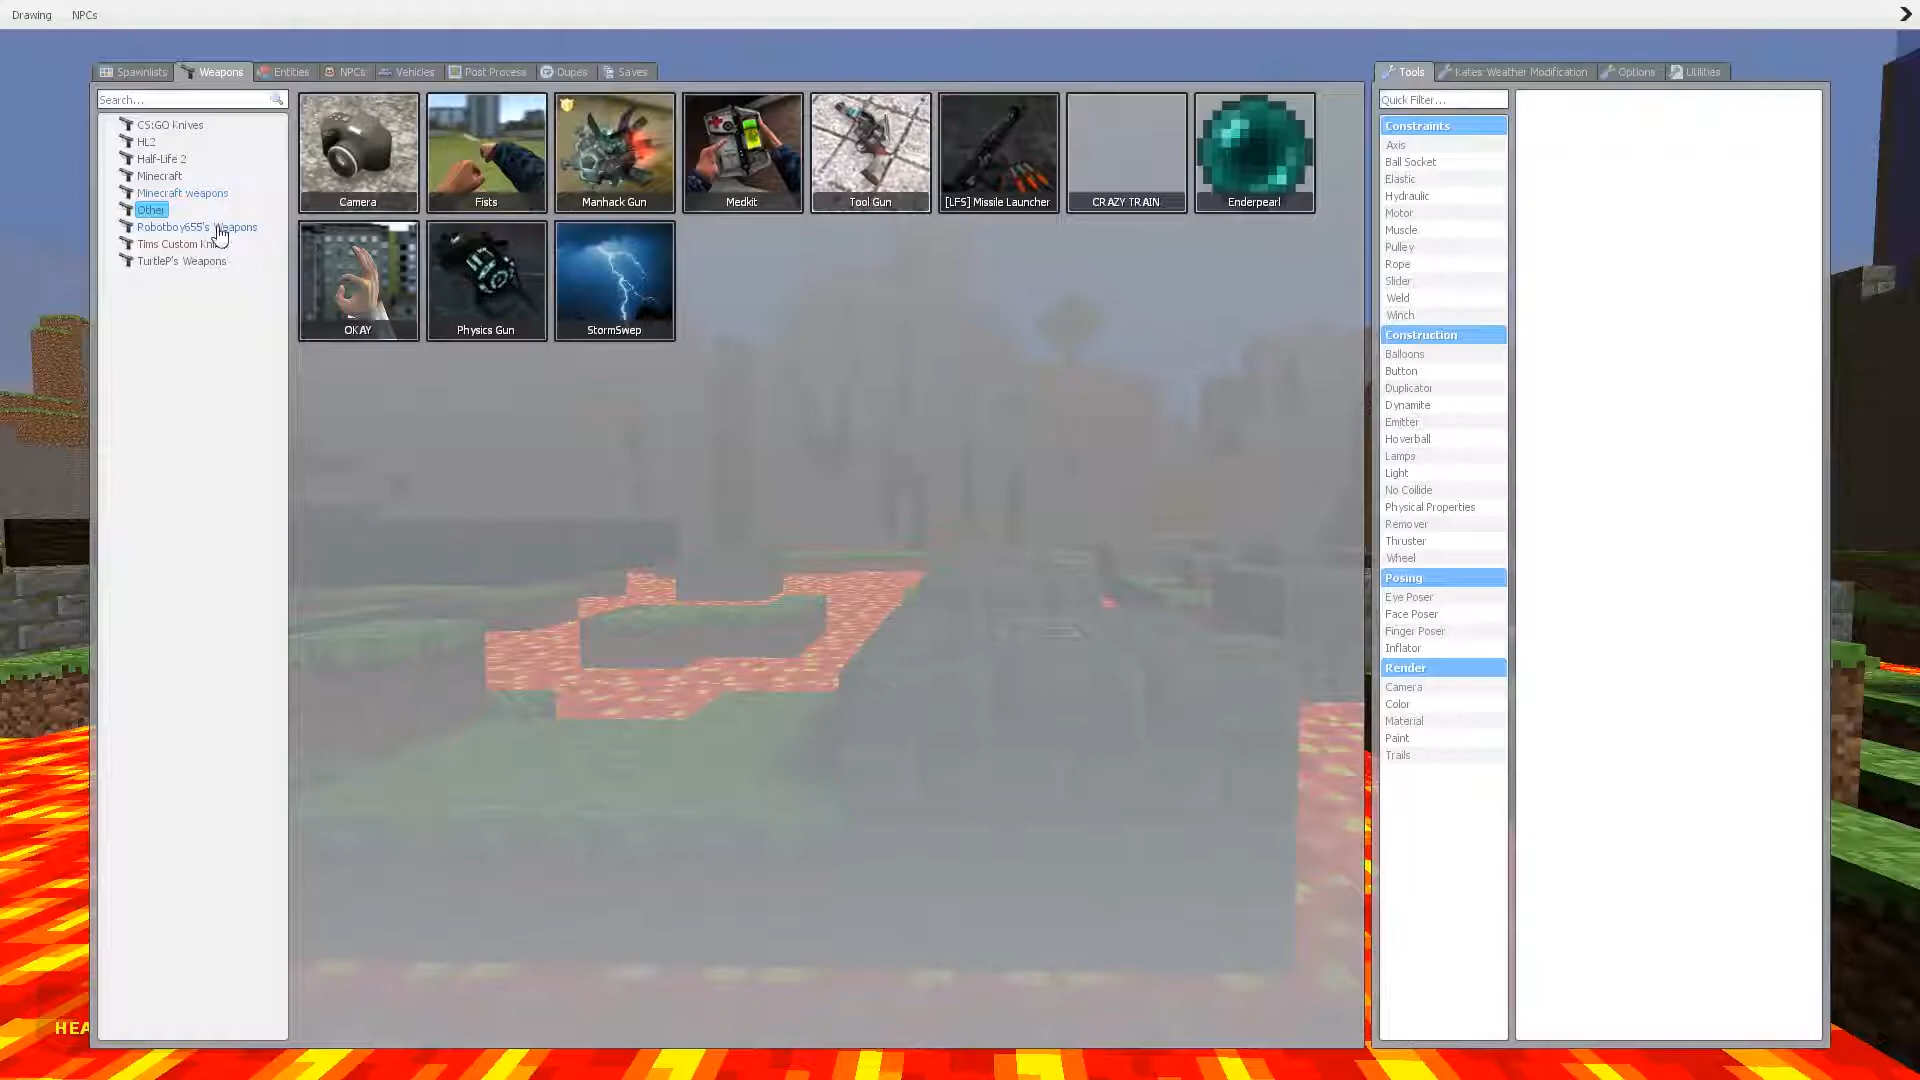 Drawing NPCs
Spawnlists Weapons Entities NPCs Vehicles Post Process Dupes Saves
Search...
CS:GO Knives
HL2
Half-Life 2
Minecraft
Minecraft weapons
Other
Robotboy655's Weapons
Tims Custom
TurtleP's Weapons
Camera
Fists
Manhack Gun
Medkit
Tool Gun
[LFS] Missile Launcher
CRAZY TRAIN
Enderpearl
OKAY
Physics Gun
StormSwep
Tools Kates Weather Modification Options Utilities
Quick Filter...
Constraints
Axis
Ball Socket
Elastic
Hydraulic
Motor
Muscle
Pulley
Rope
Slider
Weld
Winch
Construction
Balloons
Button
Duplicator
Dynamite
Emitter
Hoverball
Lamps
Light
No Collide
Physical Properties
Remover
Thruster
Wheel
Posing
Eye Poser
Face Poser
Finger Poser
Inflator
Render
Camera
Color
Material
Paint
Trails
HEA